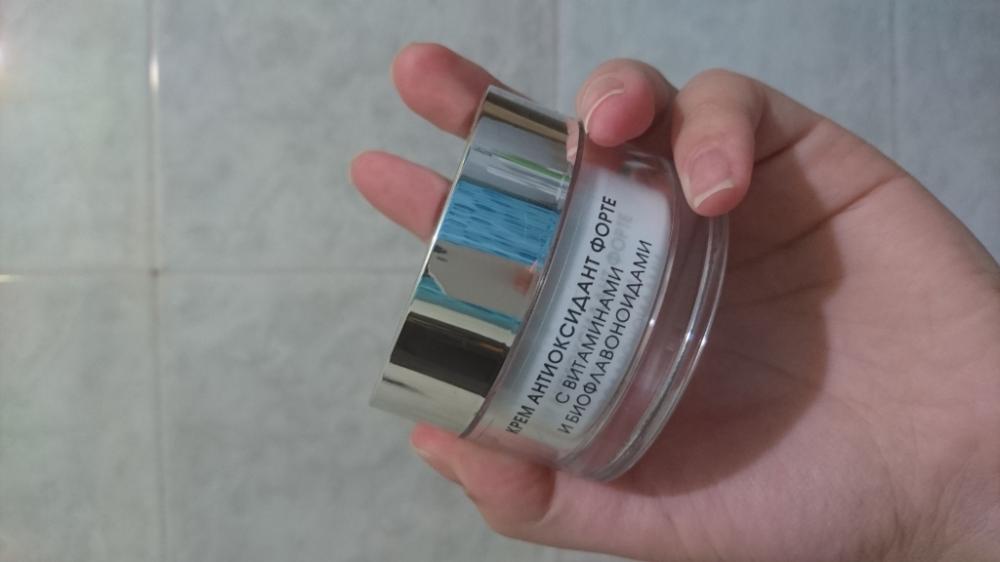 КРЕМ АНТИОКСИДАНТ ФОРТЕ
С ВИТАМИНАМИ
И БИОФЛАВОНОИДАМИ